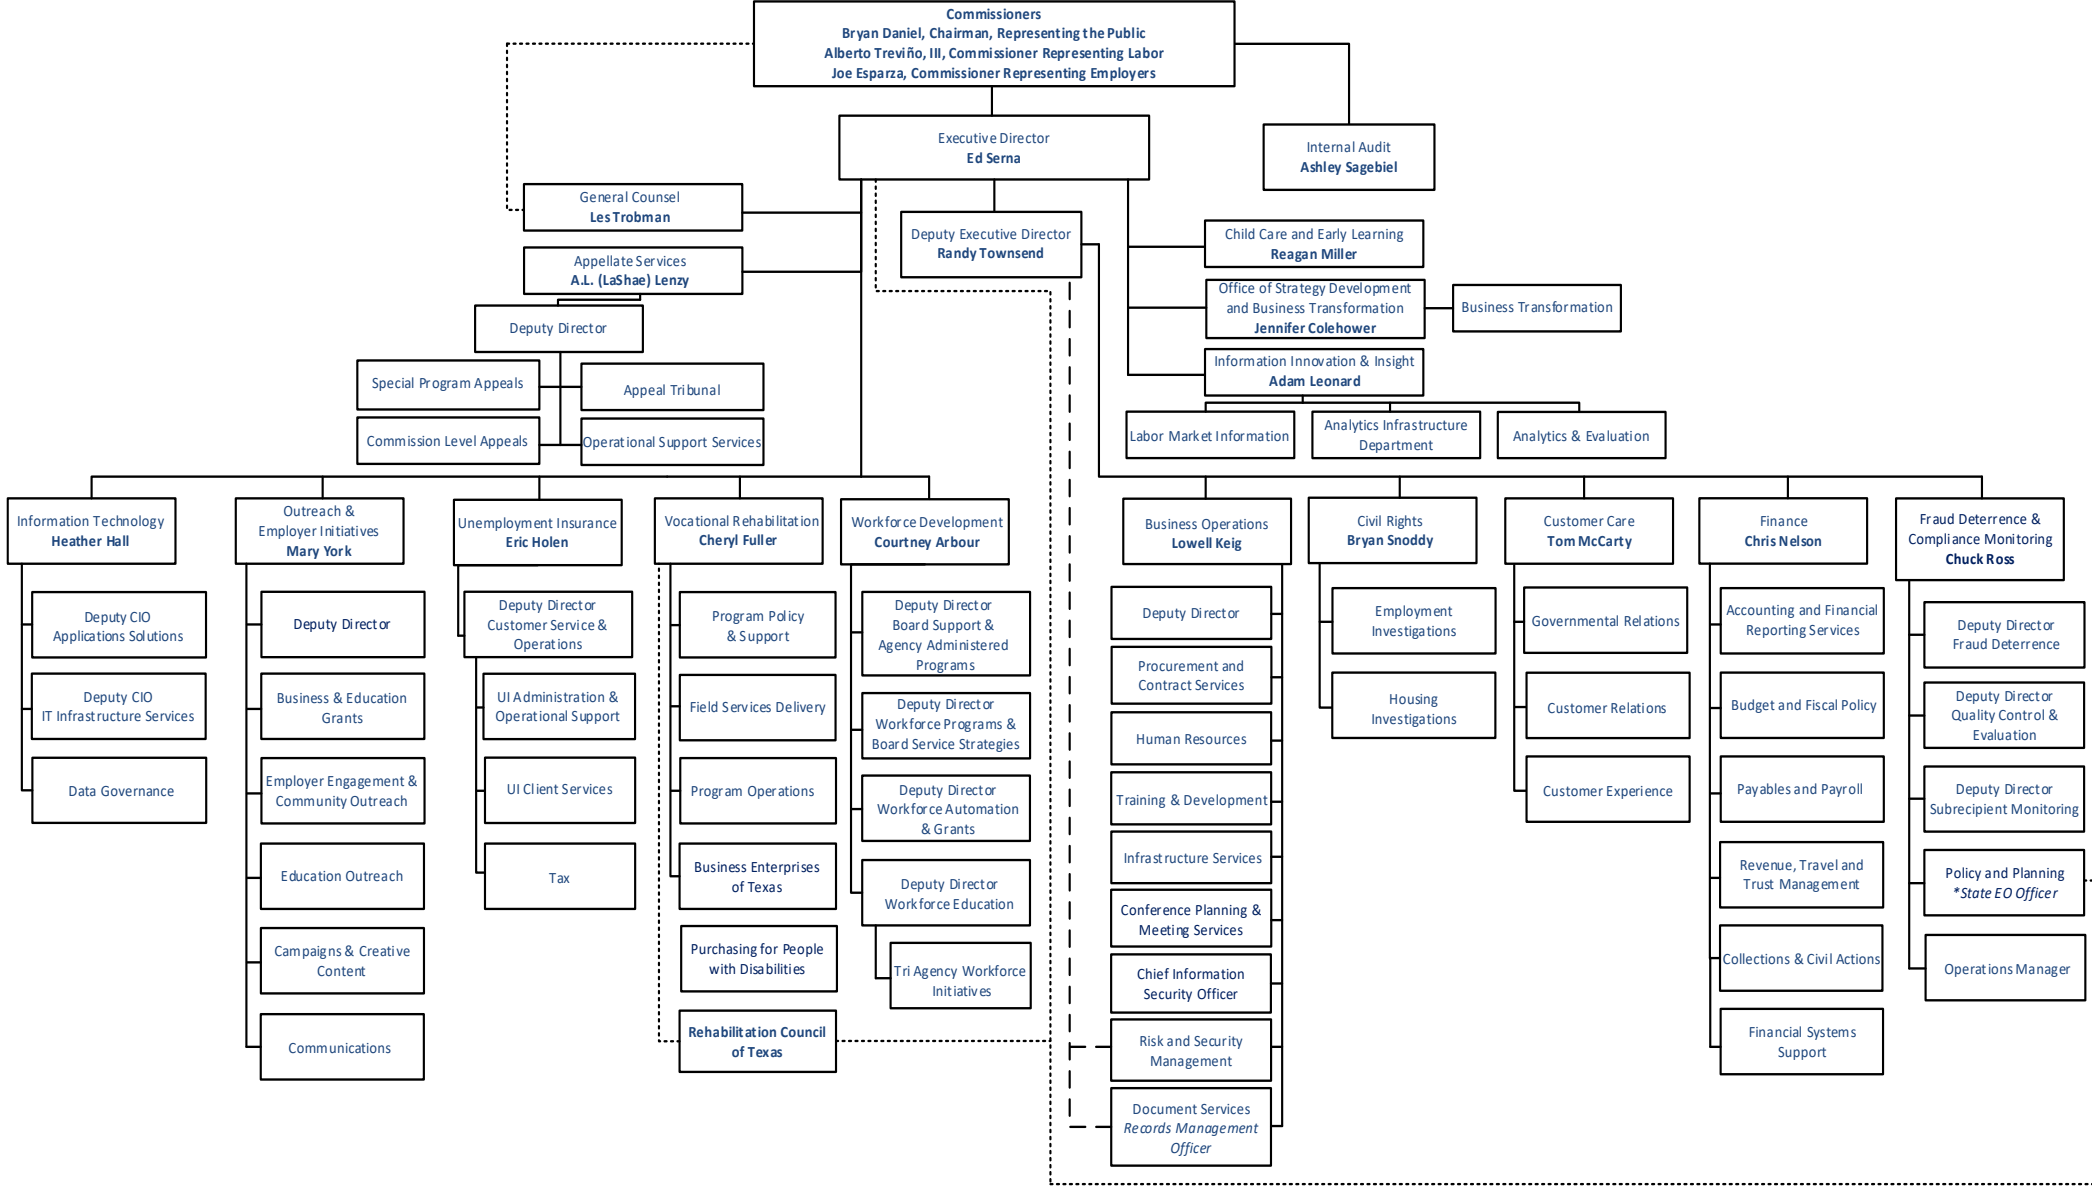 Commissioners
Bryan Daniel, Chairman, Representing the Public
Alberto Treviño, III, Commissioner Representing Labor
Joe Esparza, Commissioner Representing Employers
Executive Director
Ed Serna
Internal Audit
Ashley Sagebiel
General Counsel
Les Trobman
Deputy Executive Director
Randy Townsend
Child Care and Early Learning
Reagan Miller
Appellate Services
A.L. (LaShae) Lenzy
Office of Strategy Development
and Business Transformation
Jennifer Colehower
Business Transformation
Deputy Director
Information Innovation & Insight
Adam Leonard
Special Program Appeals
Appeal Tribunal
Commission Level Appeals
Operational Support Services
Labor Market Information
Analytics Infrastructure
Department
Analytics & Evaluation
Information Technology
Heather Hall
Deputy CIO
Applications Solutions
Deputy CIO
IT Infrastructure Services
Data Governance
Outreach &
Employer Initiatives
Mary York
Deputy Director
Business & Education
Grants
Employer Engagement &
Community Outreach
Education Outreach
Campaigns & Creative
Content
Communications
Unemployment Insurance
Eric Holen
Deputy Director
Customer Service &
Operations
UI Administration &
Operational Support
UI Client Services
Tax
Vocational Rehabilitation
Cheryl Fuller
Program Policy
& Support
Field Services Delivery
Program Operations
Business Enterprises
of Texas
Purchasing for People
with Disabilities
Rehabilitation Council
of Texas
Workforce Development
Courtney Arbour
Deputy Director
Board Support &
Agency Administered
Programs
Deputy Director
Workforce Programs &
Board Service Strategies
Deputy Director
Workforce Automation
& Grants
Deputy Director
Workforce Education
Tri Agency Workforce
Initiatives
Business Operations
Lowell Keig
Deputy Director
Procurement and
Contract Services
Human Resources
Training & Development
Infrastructure Services
Conference Planning &
Meeting Services
Chief Information
Security Officer
Risk and Security
Management
Document Services
Records Management
Officer
Civil Rights
Bryan Snoddy
Employment
Investigations
Housing
Investigations
Customer Care
Tom McCarty
Governmental Relations
Customer Relations
Customer Experience
Finance
Chris Nelson
Accounting and Financial
Reporting Services
Budget and Fiscal Policy
Payables and Payroll
Revenue, Travel and
Trust Management
Collections & Civil Actions
Financial Systems
Support
Fraud Deterrence &
Compliance Monitoring
Chuck Ross
Deputy Director
Fraud Deterrence
Deputy Director
Quality Control &
Evaluation
Deputy Director
Subrecipient Monitoring
Policy and Planning
*State EO Officer
Operations Manager